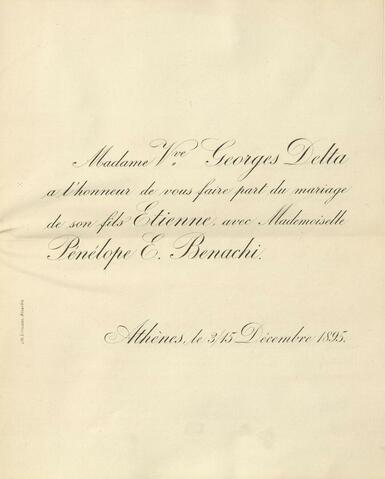 Madame Vve. Georges Delta
a l'honneur de vous faire part du mariage
de son fils Etienne, avec Mademoiselle
Pénélope E. Benachi.
Athènes, le 3/15 Décembre 1895.